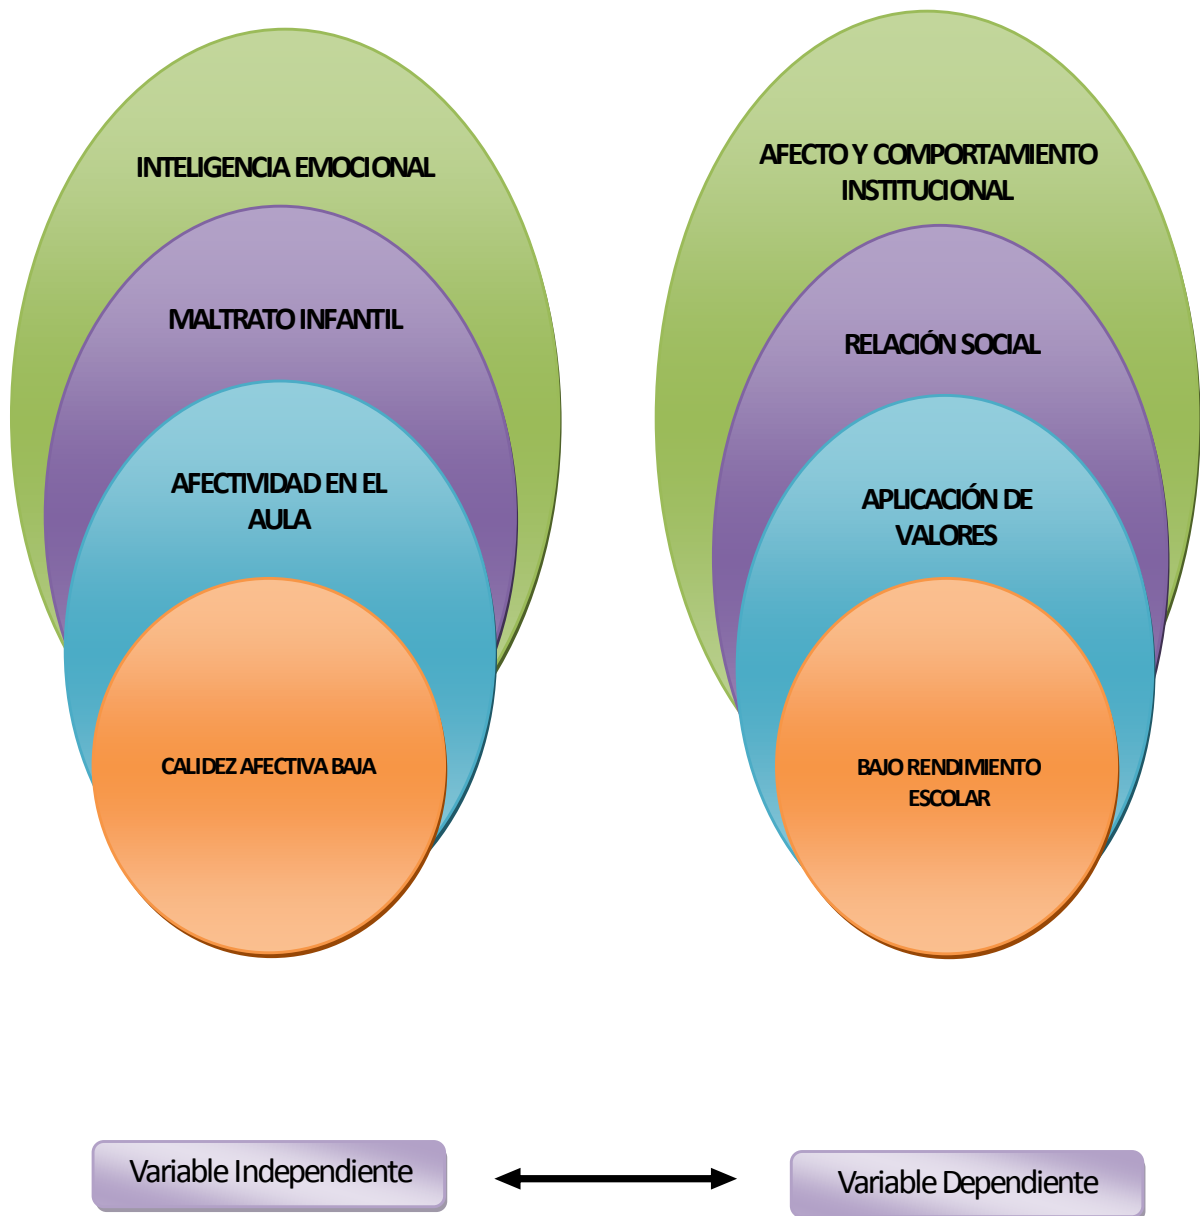 INTELIGENCIA EMOCIONAL
MALTRATO INFANTIL
AFECTIVIDAD EN EL
AULA
CALIDEZ AFECTIVA BAJA
AFECTO Y COMPORTAMIENTO
INSTITUCIONAL
RELACIÓN SOCIAL
APLICACIÓN DE
VALORES
BAJO RENDIMIENTO
ESCOLAR
Variable Independiente
Variable Dependiente